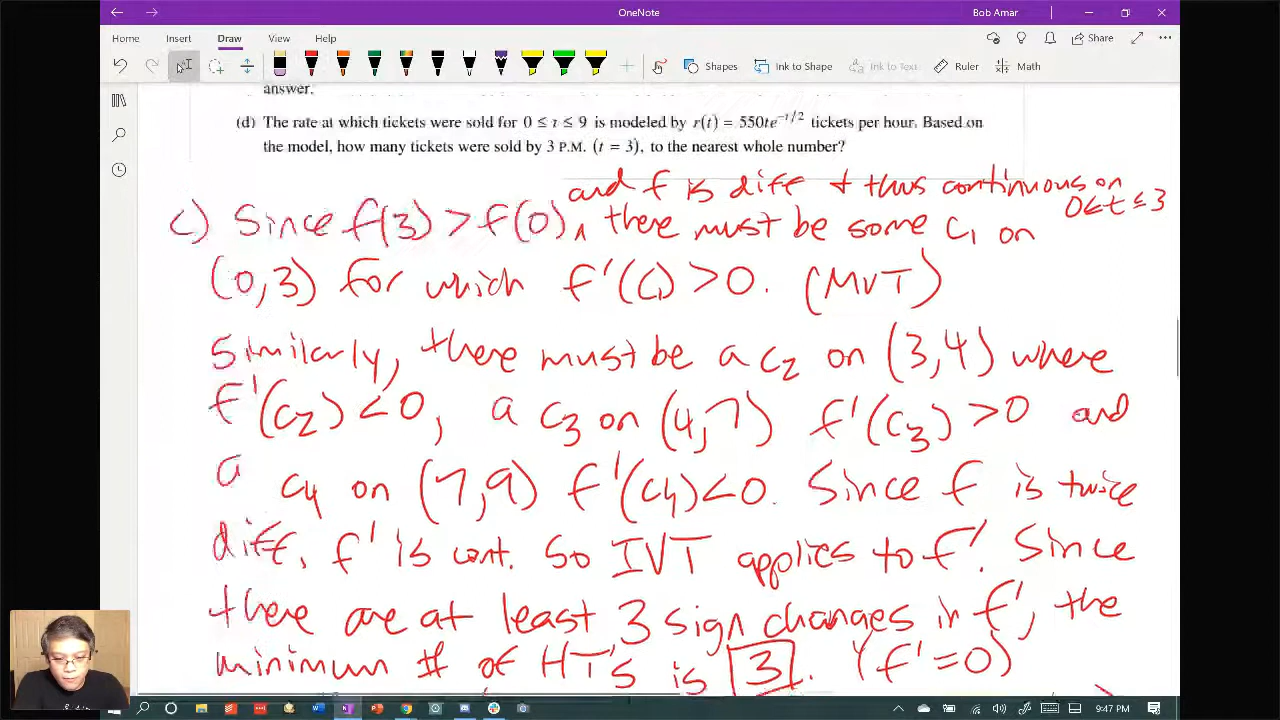 OneNote
Bob Amar
Home Insert Draw View Help
Share
Shapes Ink to Shape Ink to Text Ruler Math
answer.
(d) The rate at which tickets were sold for 0 ≤ t ≤ 9 is modeled by r(t) = 550te^{-t/2} tickets per hour. Based on
the model, how many tickets were sold by 3 P.M. (t = 3), to the nearest whole number?
and f is diff + thus continuous on
0≤t≤3
c) Since f(3) > f(0) ∧ there must be some c₁ on
(0,3) for which f'(c₁) > 0. (MVT)
Similarly, there must be a c₂ on (3,4) where
f'(c₂) < 0, a c₃ on (4,7) f'(c₃) > 0 and
a c₄ on (7,9) f'(c₄) < 0. Since f is twice
diff, f' is cont. So IVT applies to f'. Since
there are at least 3 sign changes in f', the
minimum # of HT's is 3. (f'=0)
9:47 PM